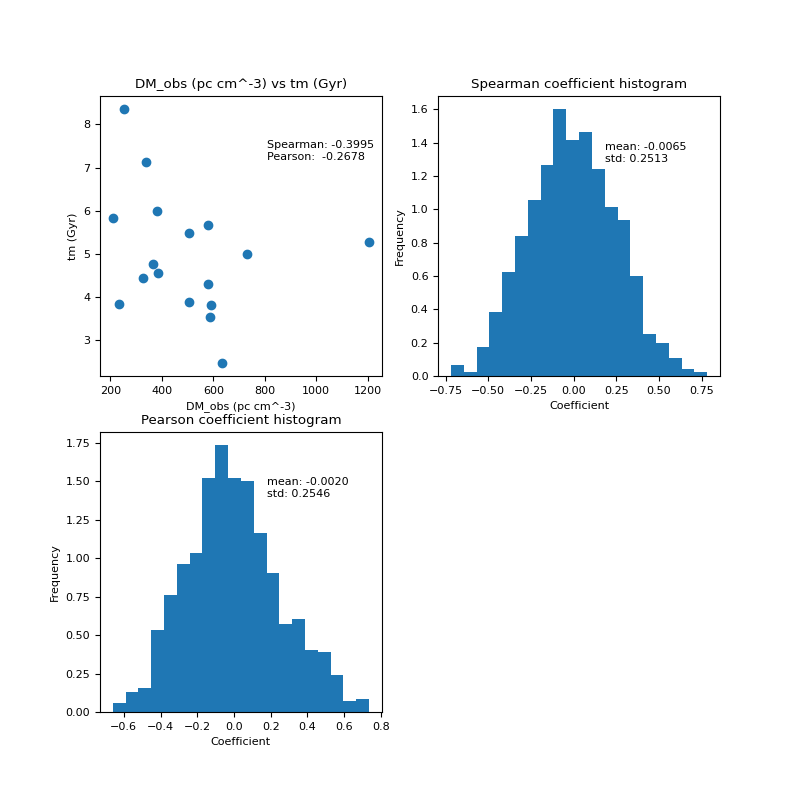 DM_obs (pc cm^-3) vs tm (Gyr)
tm (Gyr)
8
7
6
5
4
3
Spearman: -0.3995
Pearson:  -0.2678
200 400 600 800 1000 1200
DM_obs (pc cm^-3)
Spearman coefficient histogram
Frequency
1.6
1.4
1.2
1.0
0.8
0.6
0.4
0.2
0.0
mean: -0.0065
std: 0.2513
−0.75 −0.50 −0.25 0.00 0.25 0.50 0.75
Coefficient
Pearson coefficient histogram
Frequency
1.75
1.50
1.25
1.00
0.75
0.50
0.25
0.00
mean: -0.0020
std: 0.2546
−0.6 −0.4 −0.2 0.0 0.2 0.4 0.6 0.8
Coefficient